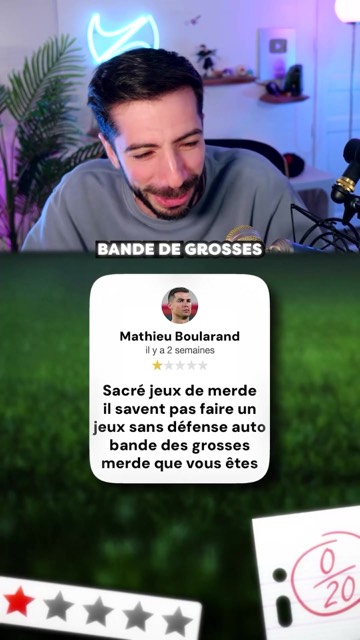 BANDE DE GROSSES
Mathieu Boularand
il y a 2 semaines
Sacré jeux de merde
il savent pas faire un
jeux sans défense auto
bande des grosses
merde que vous êtes
0
20